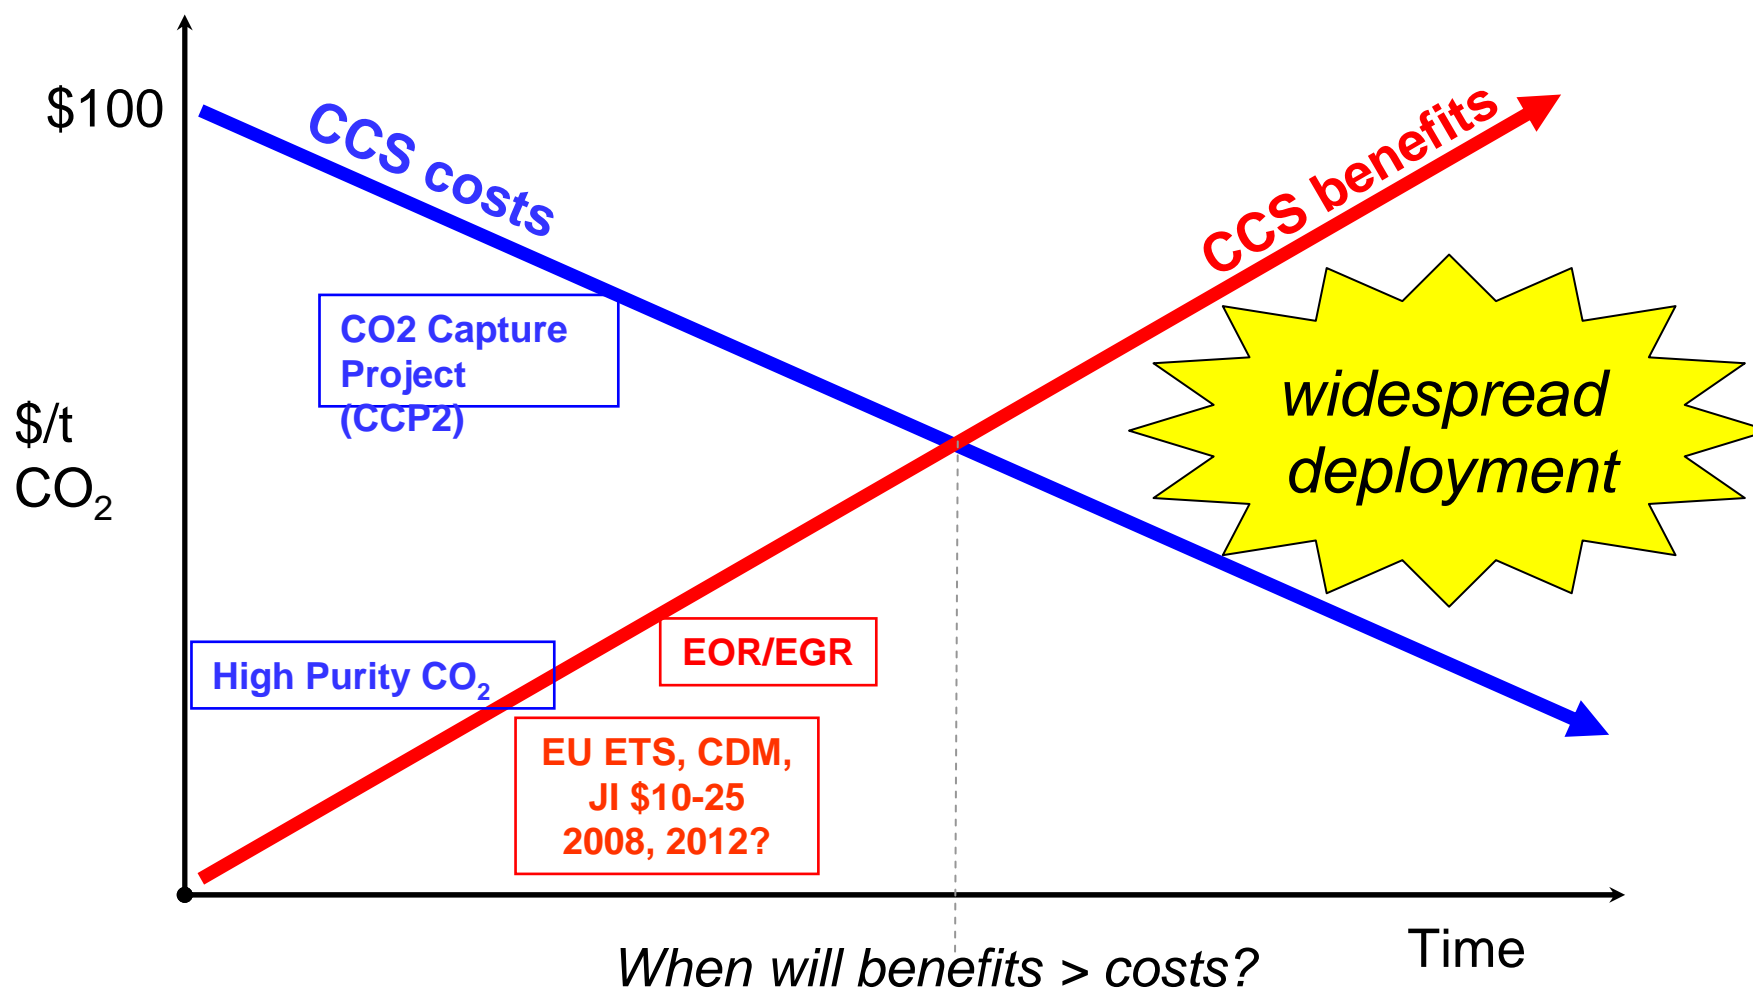 $100
CCS costs
CCS benefits
CO2 Capture
Project
(CCP2)
$/t
CO₂
widespread
deployment
High Purity CO₂
EOR/EGR
EU ETS, CDM,
JI $10-25
2008, 2012?
Time
When will benefits > costs?